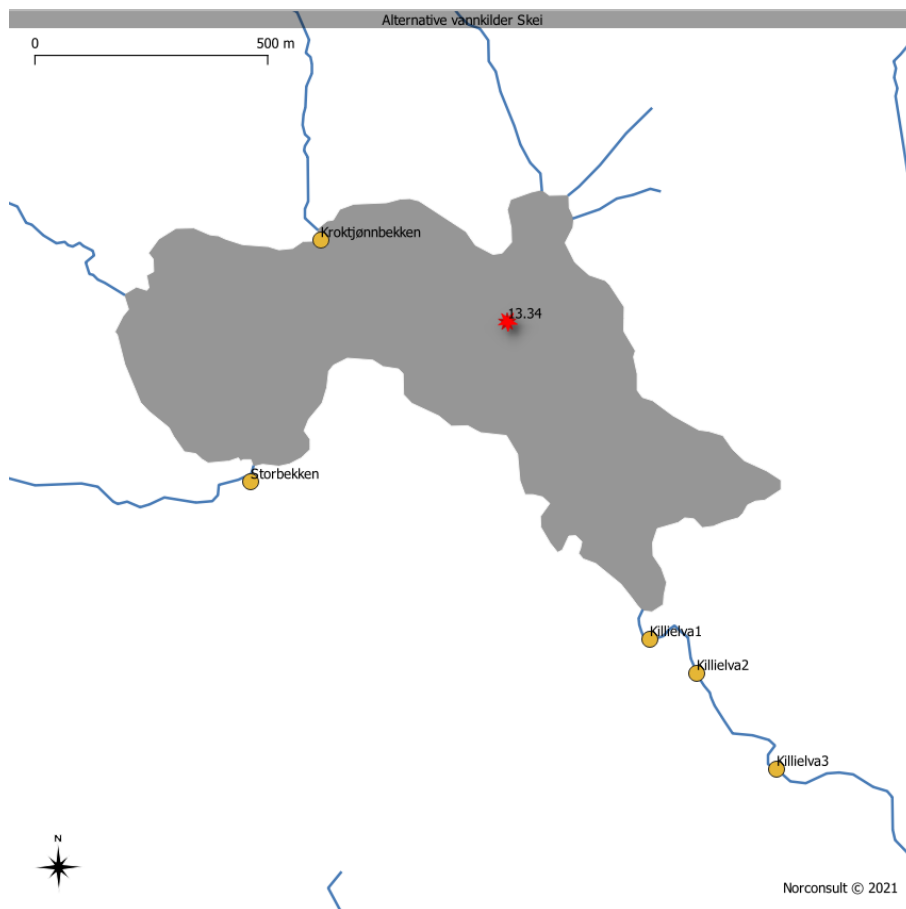 Alternative vannkilder Skei
0 500 m
Kroktjønnbekken
13.34
Storbekken
Killielva1
Killielva2
Killielva3
N
Norconsult © 2021